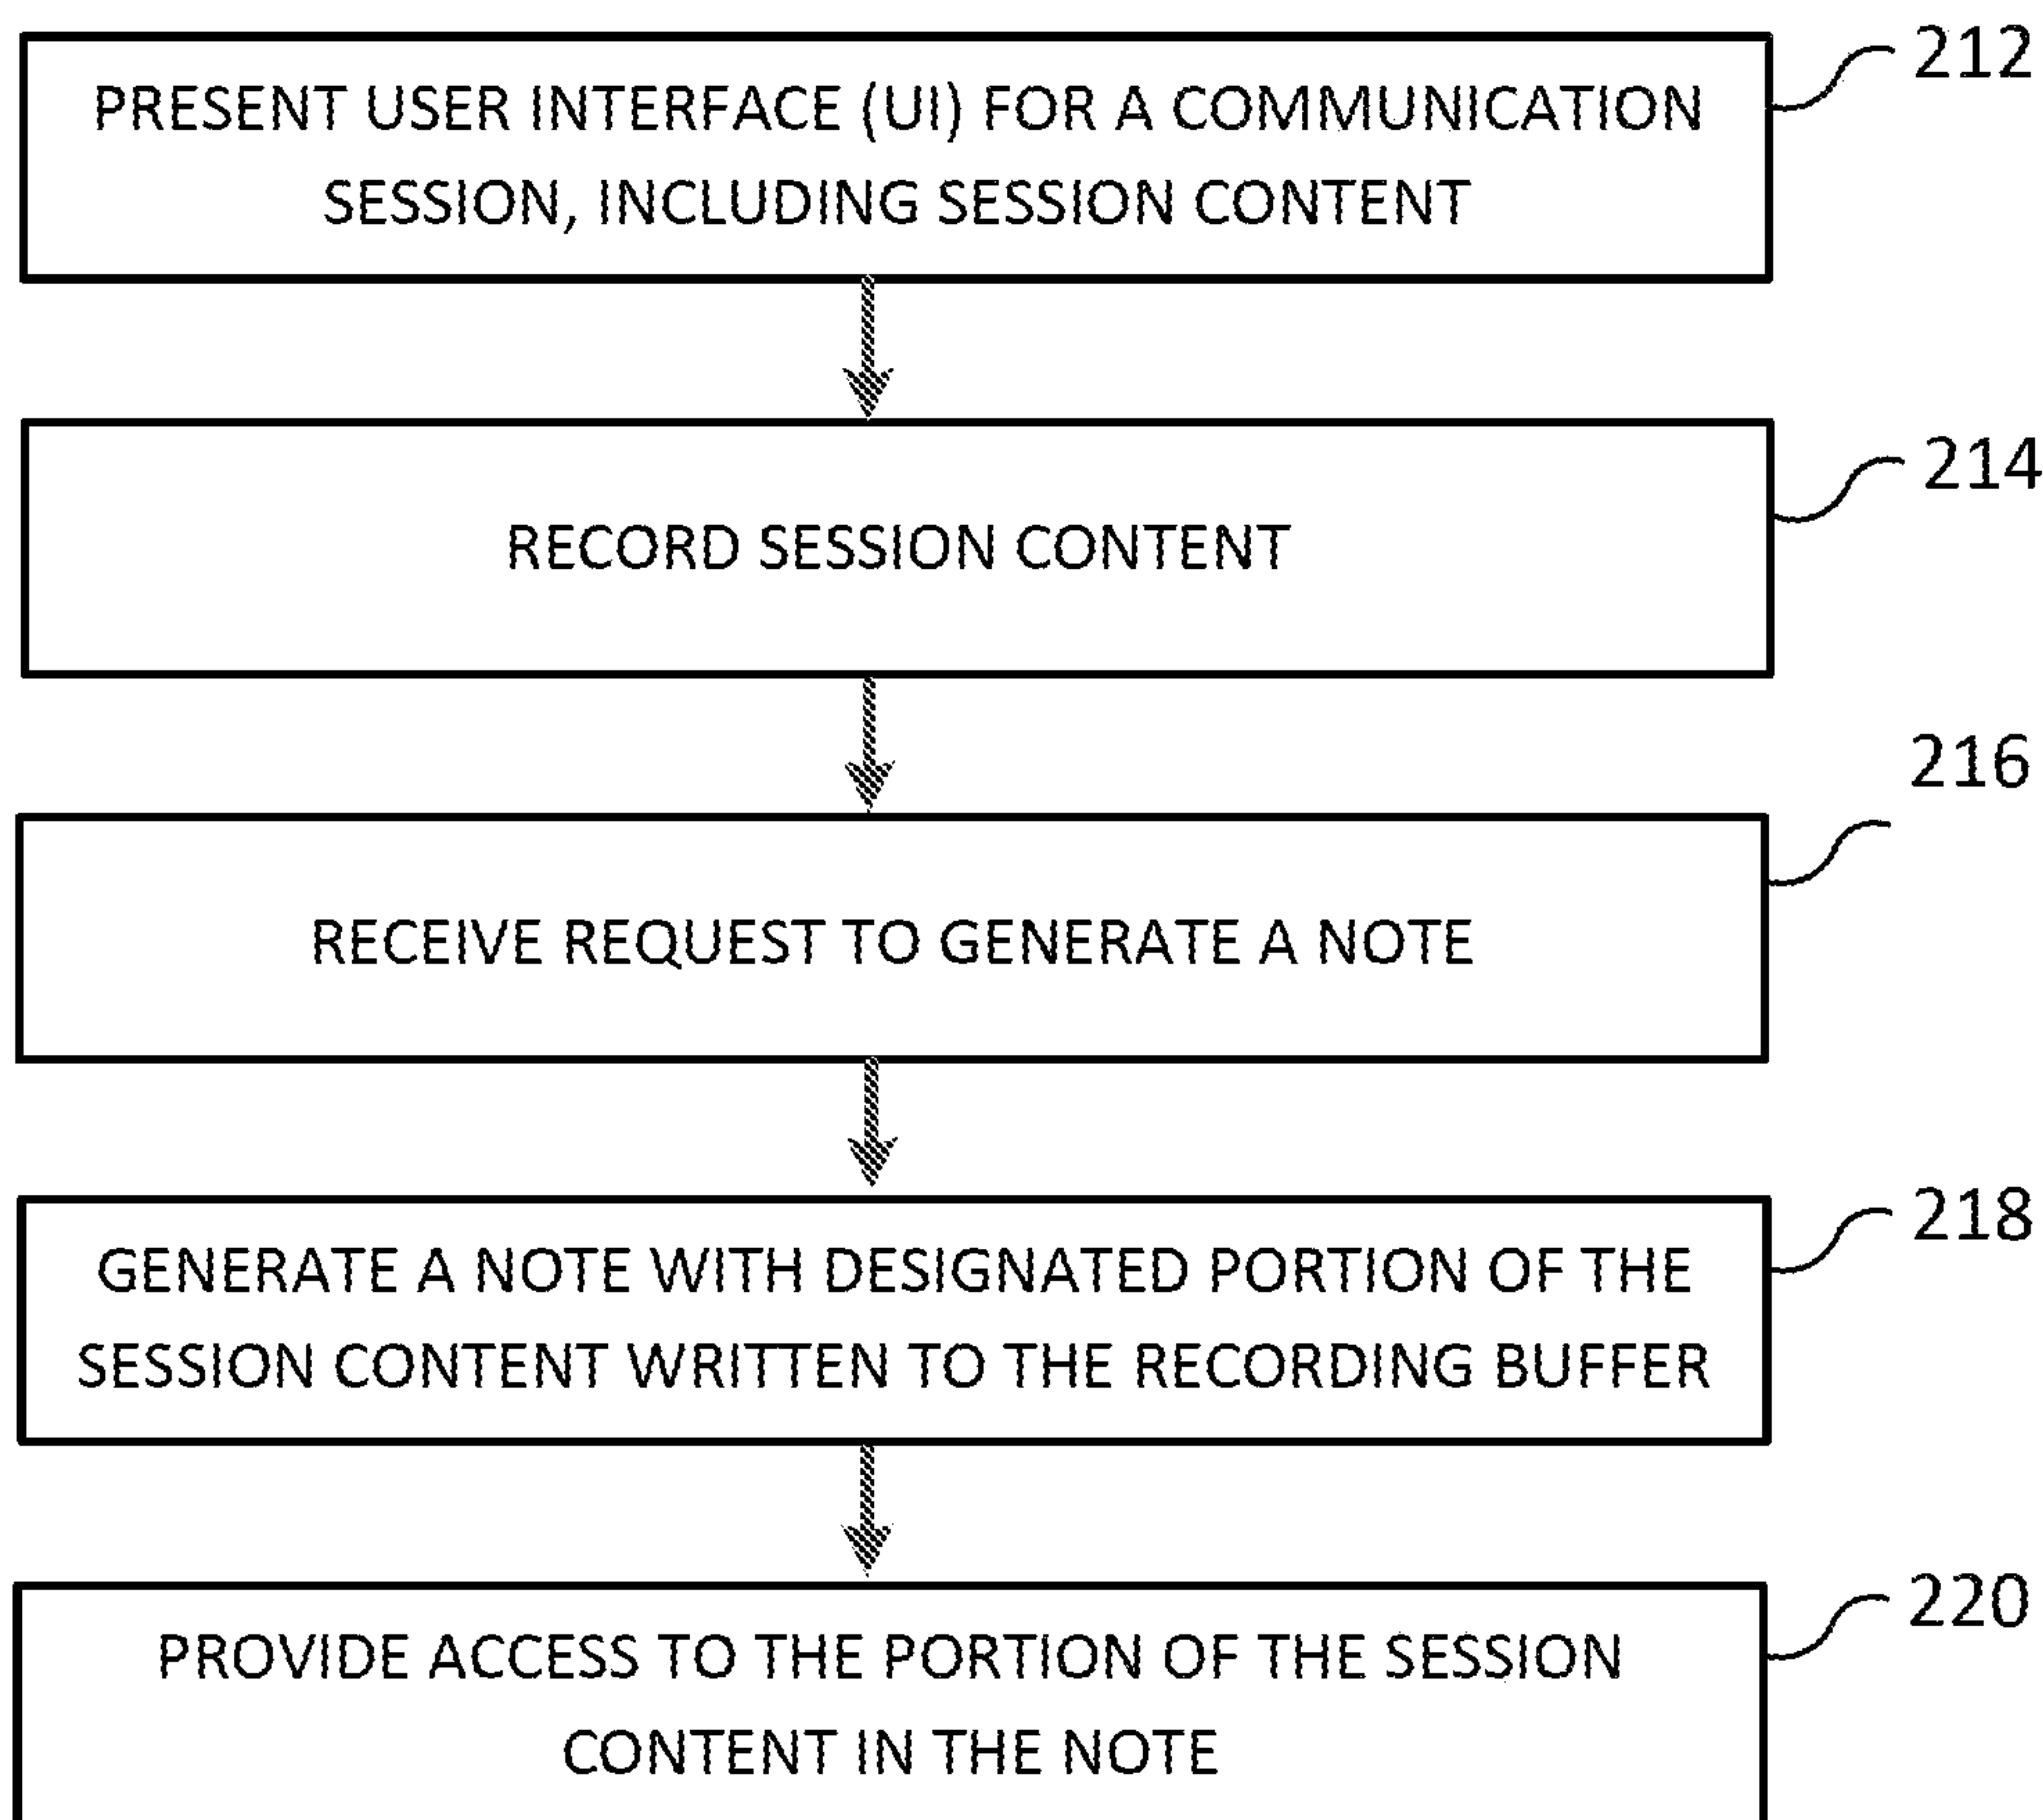 212
PRESENT USER INTERFACE (UI) FOR A COMMUNICATION
SESSION, INCLUDING SESSION CONTENT
214
RECORD SESSION CONTENT
216
RECEIVE REQUEST TO GENERATE A NOTE
218
GENERATE A NOTE WITH DESIGNATED PORTION OF THE
SESSION CONTENT WRITTEN TO THE RECORDING BUFFER
220
PROVIDE ACCESS TO THE PORTION OF THE SESSION
CONTENT IN THE NOTE